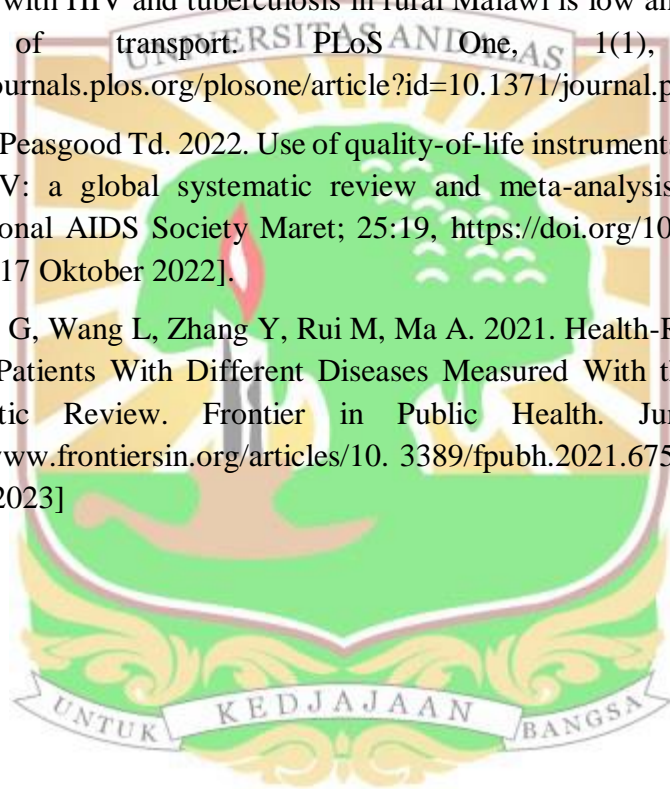 with HIV and tuberculosis in rural Malawi is low an
of transport. PLoS One, 1(1),
UNIVERSITAS ANDALAS
ournals.plos.org/plosone/article?id=10.1371/journal.p
Peasgood Td. 2022. Use of quality-of-life instrument
V: a global systematic review and meta-analysis
onal AIDS Society Maret; 25:19, https://doi.org/10
17 Oktober 2022].
G, Wang L, Zhang Y, Rui M, Ma A. 2021. Health-R
Patients With Different Diseases Measured With t
tic Review. Frontier in Public Health. Ju
www.frontiersin.org/articles/10. 3389/fpubh.2021.675
2023]
UNTUK KEDJAJAAN BANGSA